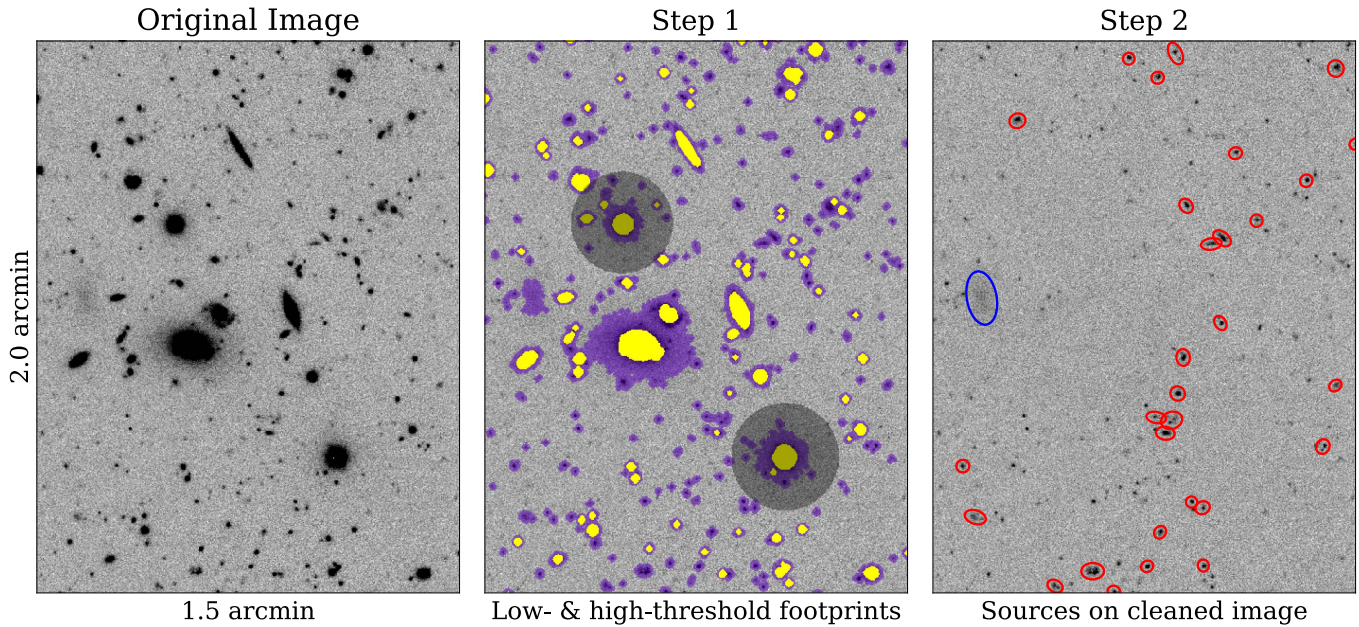 Original Image
Step 1
Step 2
2.0 arcmin
1.5 arcmin
Low- & high-threshold footprints
Sources on cleaned image